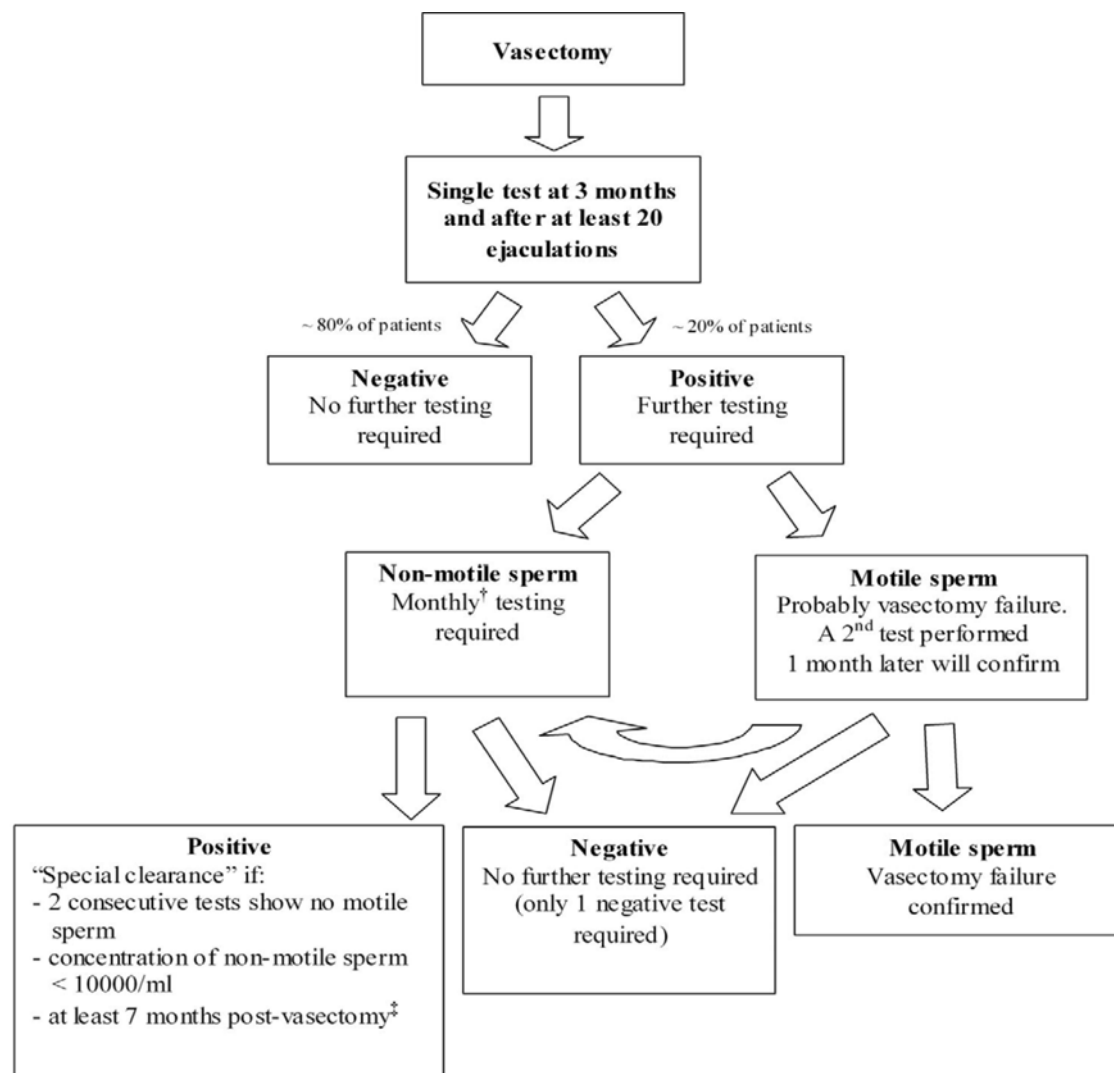 Vasectomy
Single test at 3 months
and after at least 20
ejaculations
~ 80% of patients
~ 20% of patients
Negative
No further testing
required
Positive
Further testing
required
Non-motile sperm
Monthly† testing
required
Motile sperm
Probably vasectomy failure.
A 2nd test performed
1 month later will confirm
Positive
“Special clearance” if:
- 2 consecutive tests show no motile
sperm
- concentration of non-motile sperm
< 10000/ml
- at least 7 months post-vasectomy‡
Negative
No further testing required
(only 1 negative test
required)
Motile sperm
Vasectomy failure
confirmed